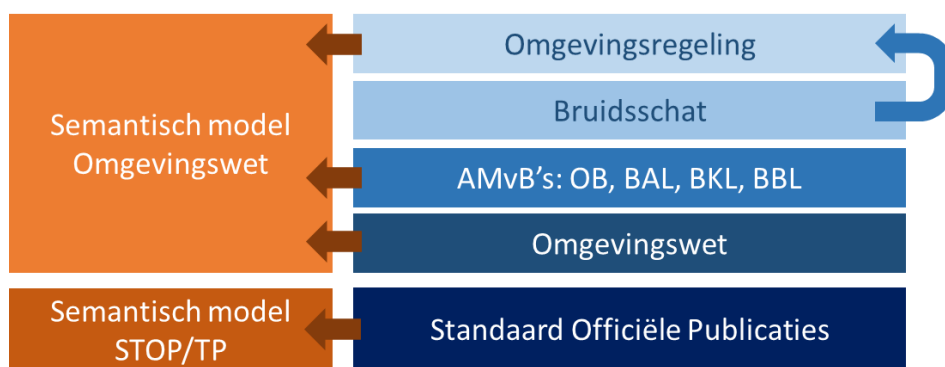 Semantisch model
Omgevingswet
Omgevingsregeling
Bruidsschat
AMvB's: OB, BAL, BKL, BBL
Omgevingswet
Semantisch model
STOP/TP
Standaard Officiële Publicaties